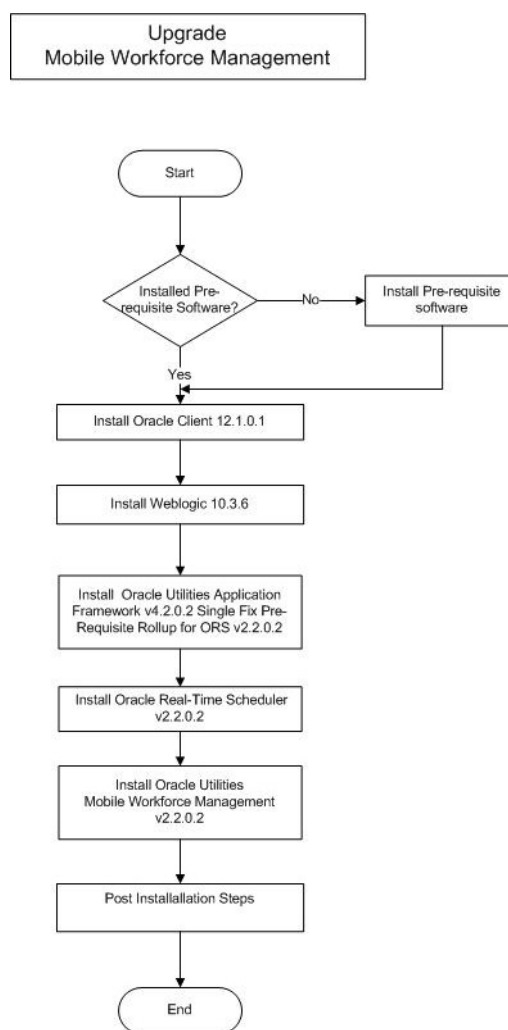 Upgrade
Mobile Workforce Management
Start
Installed Pre-
requisite Software?
No
Install Pre-requisite
software
Yes
Install Oracle Client 12.1.0.1
Install Weblogic 10.3.6
Install Oracle Utilities Application
Framework v4.2.0.2 Single Fix Pre-
Requisite Rollup for ORS v2.2.0.2
Install Oracle Real-Time Scheduler
v2.2.0.2
Install Oracle Utilities
Mobile Workforce Management
v2.2.0.2
Post Installallation Steps
End